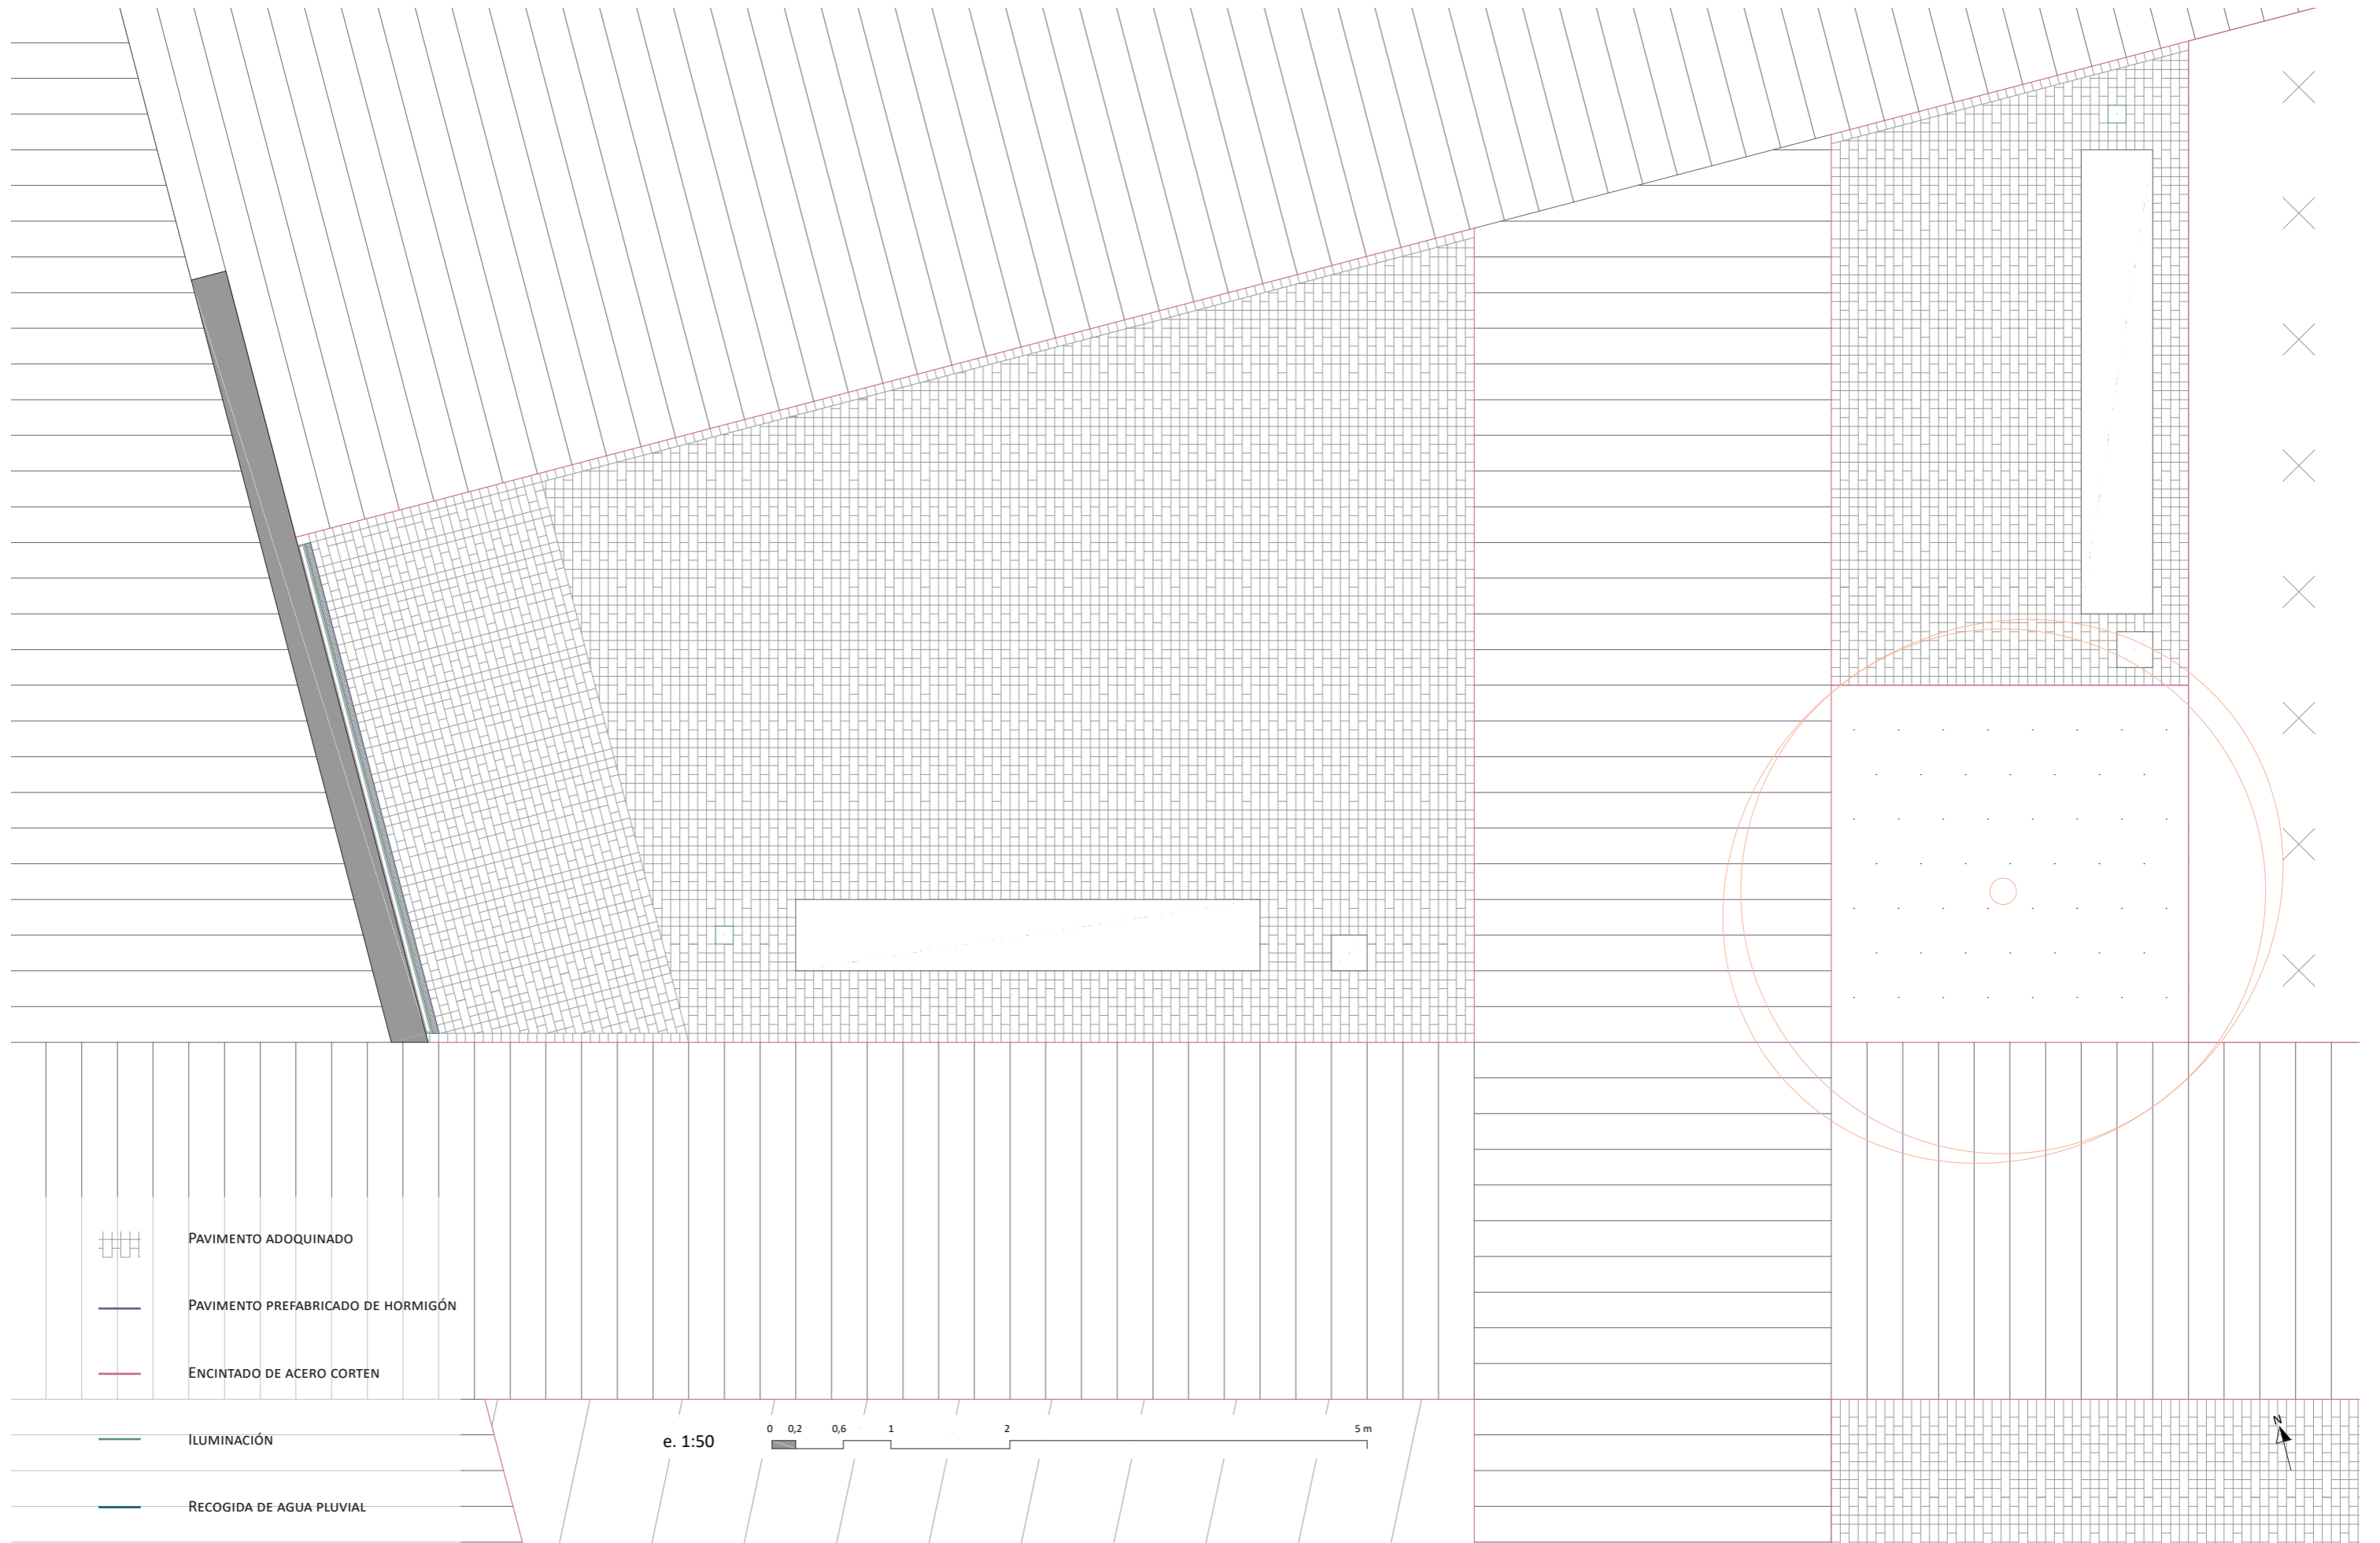 PAVIMENTO ADOQUINADO
PAVIMENTO PREFABRICADO DE HORMIGÓN
ENCINTADO DE ACERO CORTEN
ILUMINACIÓN
RECOGIDA DE AGUA PLUVIAL
e. 1:50
0 0,2 0,6 1 2 5 m
N